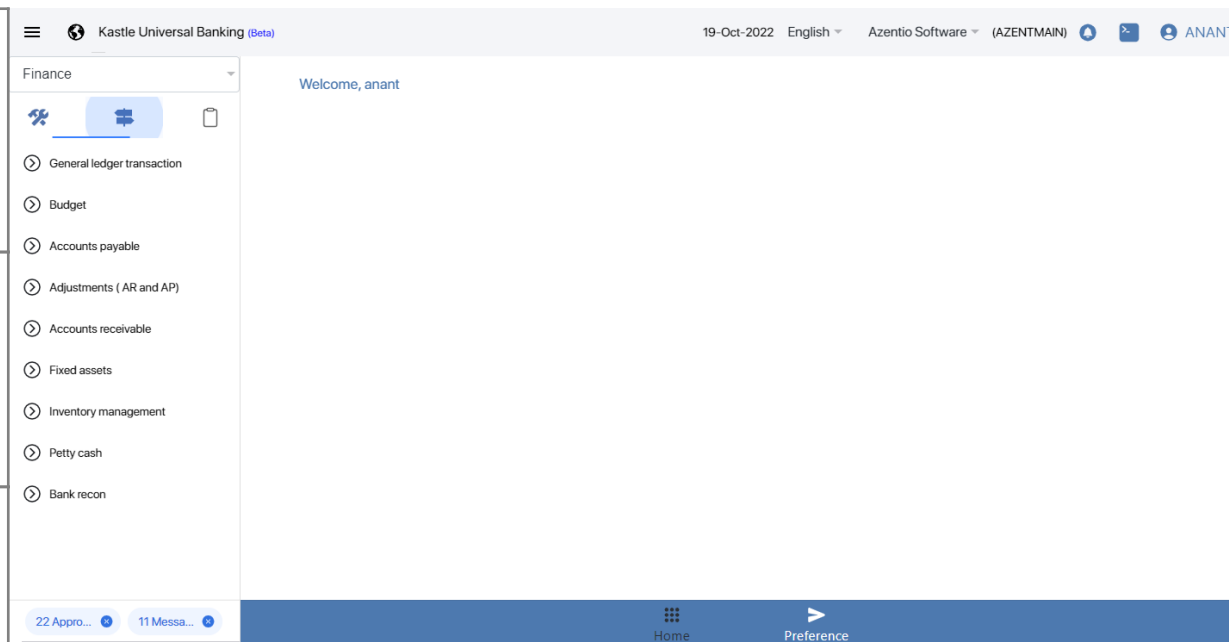 Kastle Universal Banking (Beta) 19-Oct-2022 English Azentio Software (AZENTMAIN) ANANT
Finance
Welcome, anant
General ledger transaction
Budget
Accounts payable
Adjustments ( AR and AP)
Accounts receivable
Fixed assets
Inventory management
Petty cash
Bank recon
22 Appro... 11 Messa...
Home Preference